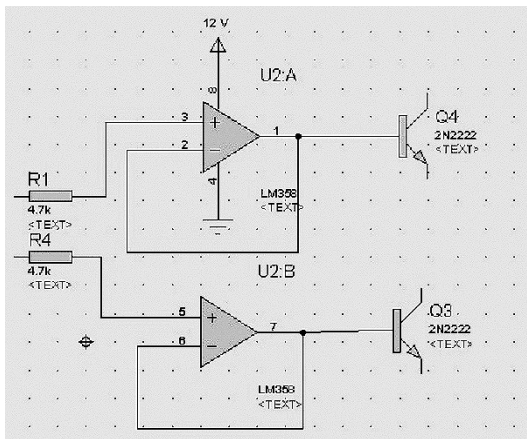 12 V
8
U2:A
3
2
1
4
LM358
<TEXT>
Q4
2N2222
<TEXT>
R1
4.7k
<TEXT>
R4
4.7k
<TEXT>
U2:B
5
6
7
LM358
<TEXT>
Q3
2N2222
<TEXT>